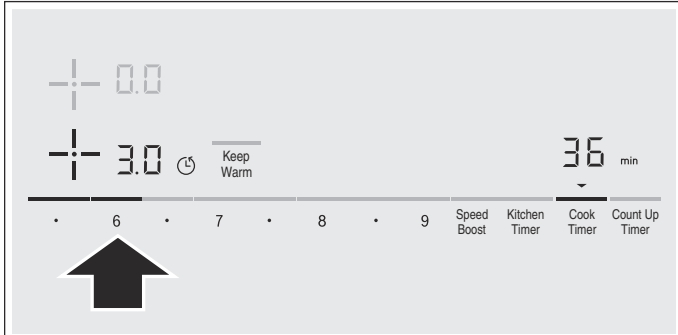 0.0
3.0 Keep Warm 36 min
· 6 · 7 · 8 · 9 Speed Boost Kitchen Timer Cook Timer Count Up Timer